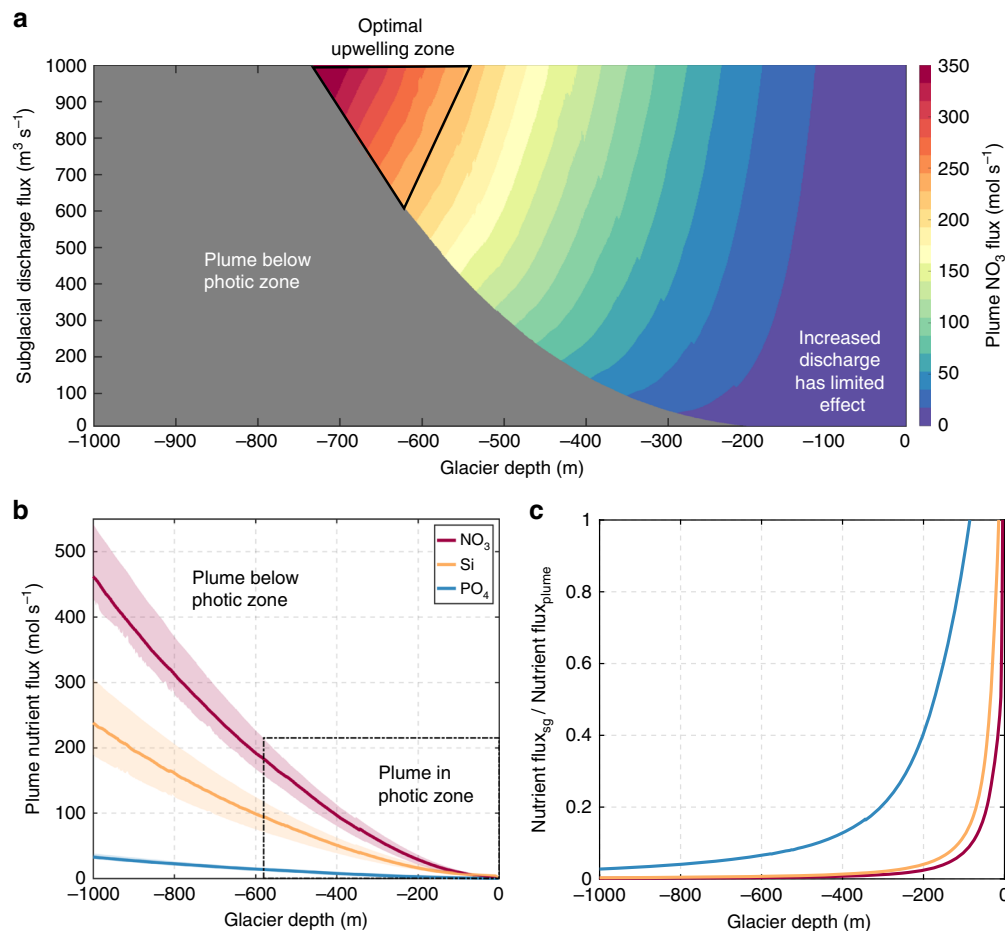 a
Optimal
upwelling zone
1000
900
800
700
600
500
400
300
200
100
0
Subglacial discharge flux (m³ s⁻¹)
Plume below
photic zone
Increased
discharge
has limited
effect
−1000 −900 −800 −700 −600 −500 −400 −300 −200 −100 0
Glacier depth (m)
350
300
250
200
150
100
50
0
Plume NO₃ flux (mol s⁻¹)
b
500
400
300
200
100
0
Plume nutrient flux (mol s⁻¹)
Plume below
photic zone
NO₃
Si
PO₄
Plume in
photic zone
−1000 −800 −600 −400 −200 0
Glacier depth (m)
c
1
0.8
0.6
0.4
0.2
0
Nutrient flux_sg / Nutrient flux_plume
−1000 −800 −600 −400 −200 0
Glacier depth (m)